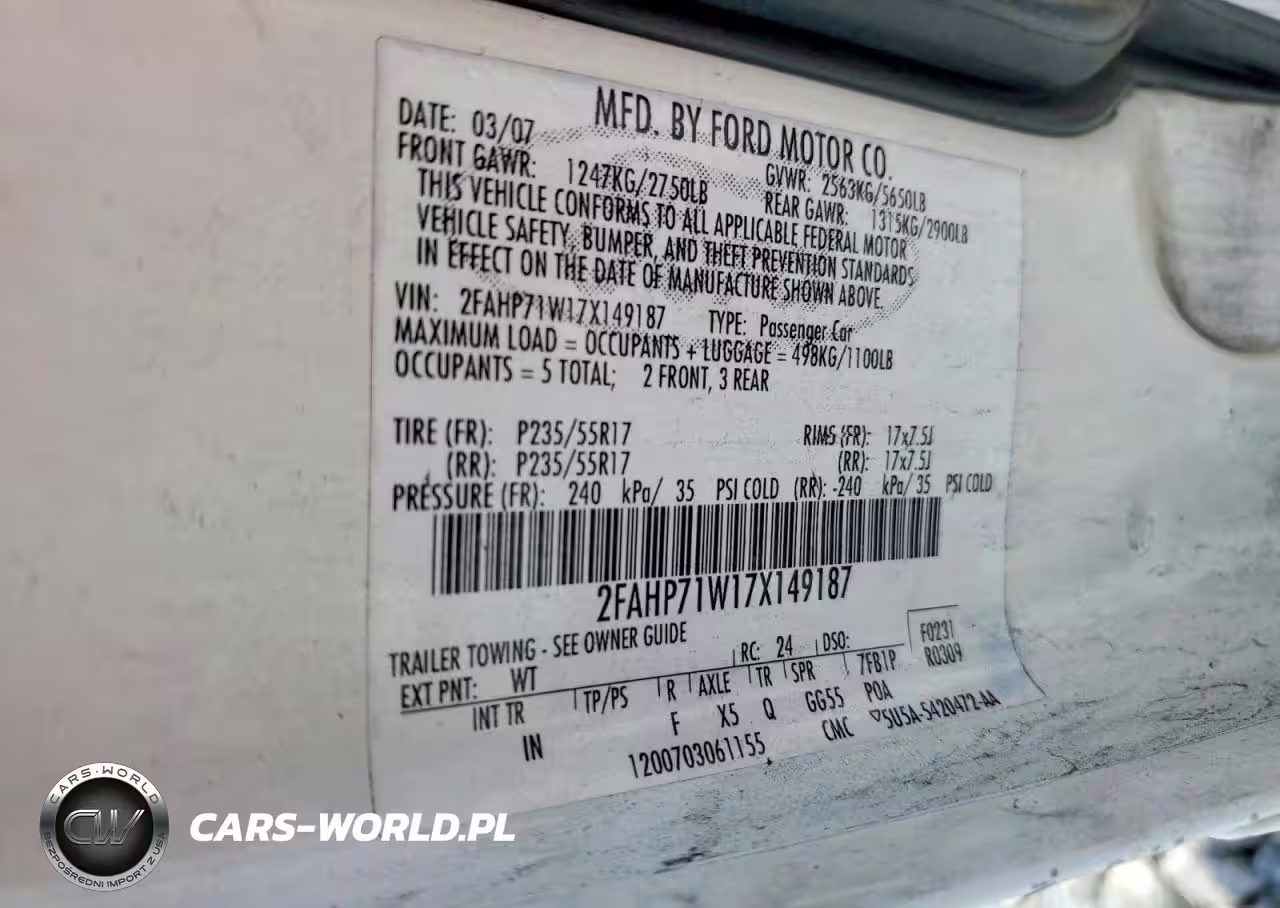 MFD. BY FORD MOTOR CO.
DATE: 03/07 GVWR: 2563KG/5650LB
FRONT GAWR: 1247KG/2750LB REAR GAWR: 1315KG/2900LB
THIS VEHICLE CONFORMS TO ALL APPLICABLE FEDERAL MOTOR
VEHICLE SAFETY, BUMPER, AND THEFT PREVENTION STANDARDS
IN EFFECT ON THE DATE OF MANUFACTURE SHOWN ABOVE.
VIN: 2FAHP71W17X149187 TYPE: Passenger Car
MAXIMUM LOAD = OCCUPANTS + LUGGAGE = 498KG/1100LB
OCCUPANTS = 5 TOTAL; 2 FRONT, 3 REAR
TIRE (FR): P235/55R17 RIMS (FR): 17x7.5J
(RR): P235/55R17 (RR): 17x7.5J
PRESSURE (FR): 240 kPa/ 35 PSI COLD (RR): 240 kPa/ 35 PSI COLD
2FAHP71W17X149187
TRAILER TOWING - SEE OWNER GUIDE
F0231
R0309
EXT PNT: WT RC: 24 DSO:
INT TR TP/PS R AXLE TR SPR 7FB1P
IN F X5 Q GG55 POA
1200703061155 CMC ▽5U5A-5420472-AA
CARS-WORLD
CW
BEZPOŚREDNI IMPORT Z USA
CARS-WORLD.PL